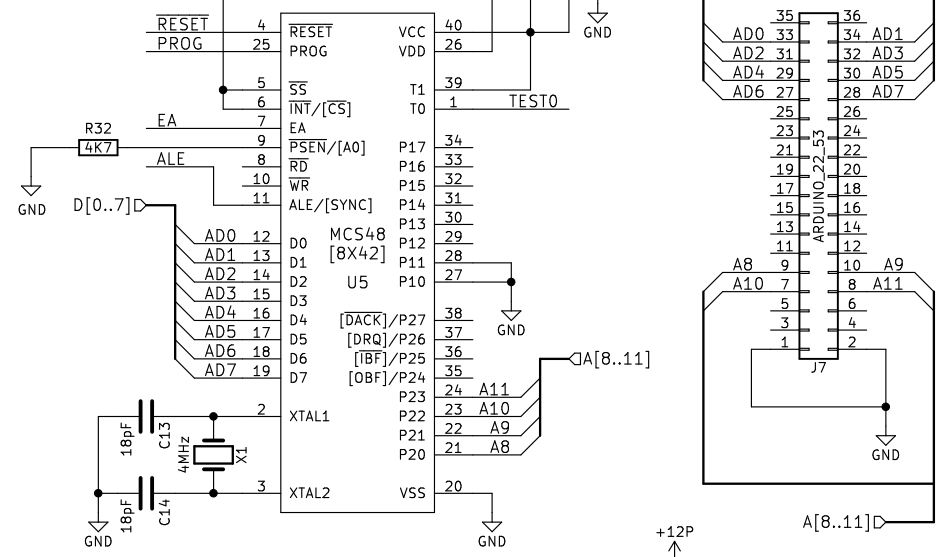 RESET 4 RESET VCC 40
PROG 25 PROG VDD 26
GND
5 SS T1 39
6 INT/[CS] T0 1 TEST0
EA 7 EA
R32
4K7 9 PSEN/[A0] P17 34
ALE 8 RD P16 33
10 WR P15 32
GND
D[0..7] 11 ALE/[SYNC] P14 31
P13 30
AD0 12 D0 MCS48 P12 29
AD1 13 D1 [8X42] P11 28
AD2 14 D2 U5 P10 27
AD3 15 D3
AD4 16 D4 [DACK]/P27 38
GND
AD5 17 D5 [DRQ]/P26 37
AD6 18 D6 [IBF]/P25 36
A[8..11]
AD7 19 D7 [OBF]/P24 35
P23 24 A11
2 XTAL1 P22 23 A10
P21 22 A9
P20 21 A8
18pF C13
4MHz X1
3 XTAL2 VSS 20
18pF C14
GND
GND
35 36
AD0 33 34 AD1
AD2 31 32 AD3
AD4 29 30 AD5
AD6 27 28 AD7
25 26
23 24
21 22
19 20
17 18
15 16
13 14
11 12
ARDUINO_22_53
A8 9 10 A9
A10 7 8 A11
5 6
3 4
1 2
J7
GND
A[8..11]
+12P